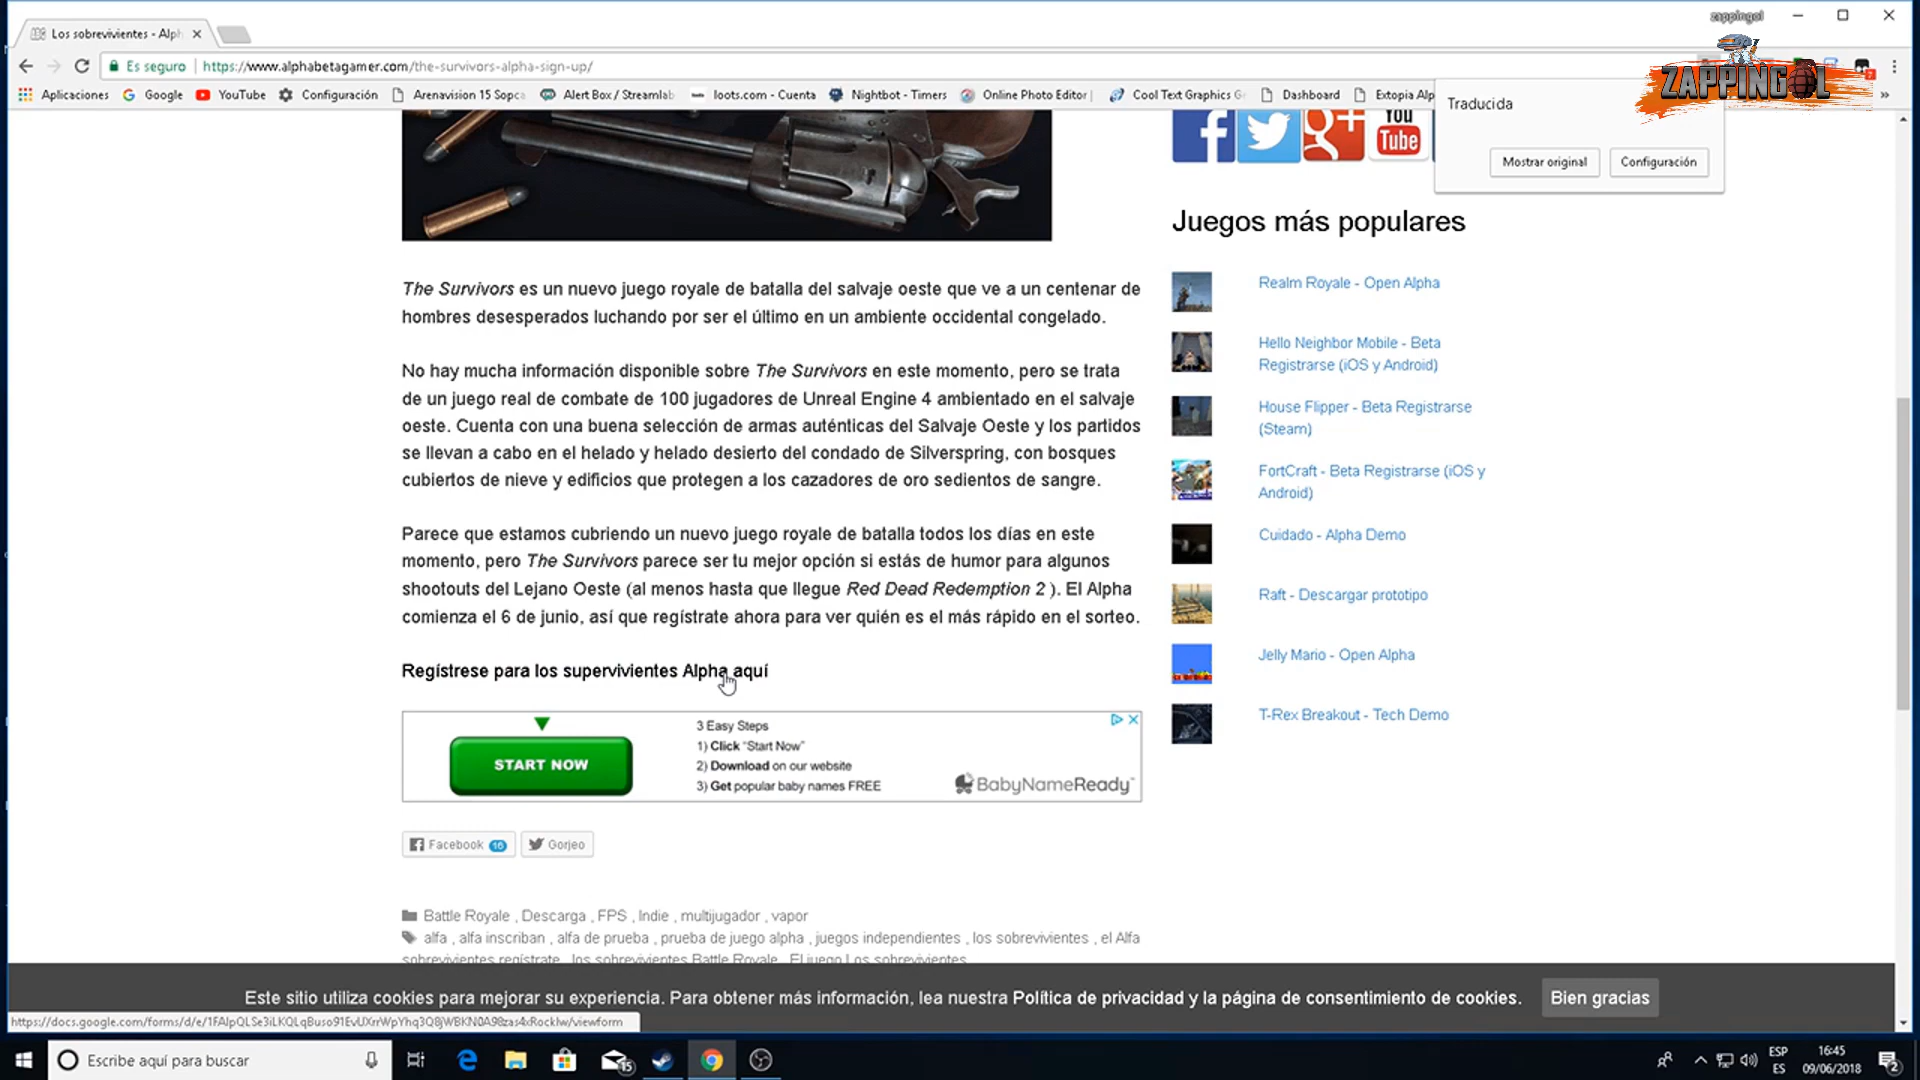 zappingol
Los sobrevivientes - Alph
Es seguro
https://www.alphabetagamer.com/the-survivors-alpha-sign-up/
ZAPPINGOL
Aplicaciones
Google
YouTube
Configuración
Arenavision 15 Sopca
Alert Box / Streamlab
loots.com - Cuenta
Nightbot - Timers
Online Photo Editor
Cool Text Graphics G
Dashboard
Extopia Alp
»
Traducida
Mostrar original
Configuración
You
Tube
The Survivors es un nuevo juego royale de batalla del salvaje oeste que ve a un centenar de
hombres desesperados luchando por ser el último en un ambiente occidental congelado.
No hay mucha información disponible sobre The Survivors en este momento, pero se trata
de un juego real de combate de 100 jugadores de Unreal Engine 4 ambientado en el salvaje
oeste. Cuenta con una buena selección de armas auténticas del Salvaje Oeste y los partidos
se llevan a cabo en el helado y helado desierto del condado de Silverspring, con bosques
cubiertos de nieve y edificios que protegen a los cazadores de oro sedientos de sangre.
Parece que estamos cubriendo un nuevo juego royale de batalla todos los días en este
momento, pero The Survivors parece ser tu mejor opción si estás de humor para algunos
shootouts del Lejano Oeste (al menos hasta que llegue Red Dead Redemption 2 ). El Alpha
comienza el 6 de junio, así que regístrate ahora para ver quién es el más rápido en el sorteo.
Regístrese para los supervivientes Alpha aquí
START NOW
3 Easy Steps
1) Click "Start Now"
2) Download on our website
3) Get popular baby names FREE
BabyNameReady
Facebook 16
Gorjeo
Battle Royale , Descarga , FPS , Indie , multijugador , vapor
alfa , alfa inscriban , alfa de prueba , prueba de juego alpha , juegos independientes , los sobrevivientes , el Alfa
sobrevivientes regístrate , los sobrevivientes Battle Royale , El juego Los sobrevivientes
Juegos más populares
Realm Royale - Open Alpha
Hello Neighbor Mobile - Beta
Registrarse (iOS y Android)
House Flipper - Beta Registrarse
(Steam)
FortCraft - Beta Registrarse (iOS y
Android)
Cuidado - Alpha Demo
Raft - Descargar prototipo
Jelly Mario - Open Alpha
T-Rex Breakout - Tech Demo
Este sitio utiliza cookies para mejorar su experiencia. Para obtener más información, lea nuestra Política de privacidad y la página de consentimiento de cookies.
Bien gracias
Escribe aquí para buscar
15
ESP
ES
16:45
09/06/2018
2